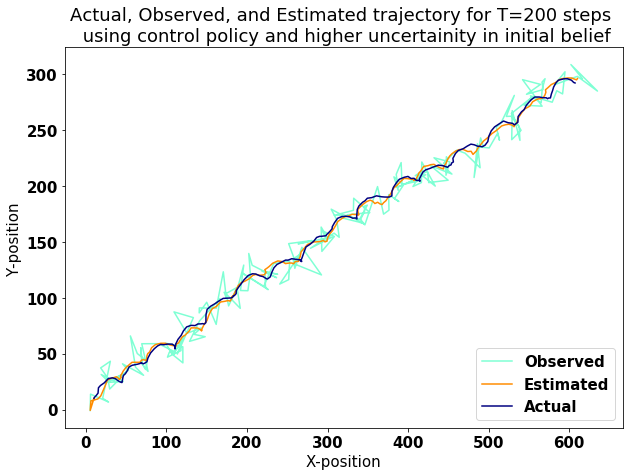 Actual, Observed, and Estimated trajectory for T=200 steps
using control policy and higher uncertainity in initial belief
Y-position
300
250
200
150
100
50
0
Observed
Estimated
Actual
0 100 200 300 400 500 600
X-position